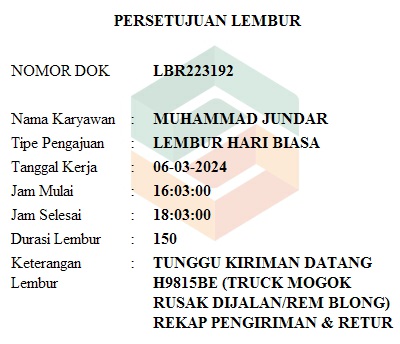 PERSETUJUAN LEMBUR
NOMOR DOK LBR223192
Nama Karyawan : MUHAMMAD JUNDAR
Tipe Pengajuan : LEMBUR HARI BIASA
Tanggal Kerja : 06-03-2024
Jam Mulai : 16:03:00
Jam Selesai : 18:03:00
Durasi Lembur : 150
Keterangan : TUNGGU KIRIMAN DATANG
Lembur H9815BE (TRUCK MOGOK
RUSAK DIJALAN/REM BLONG)
REKAP PENGIRIMAN & RETUR